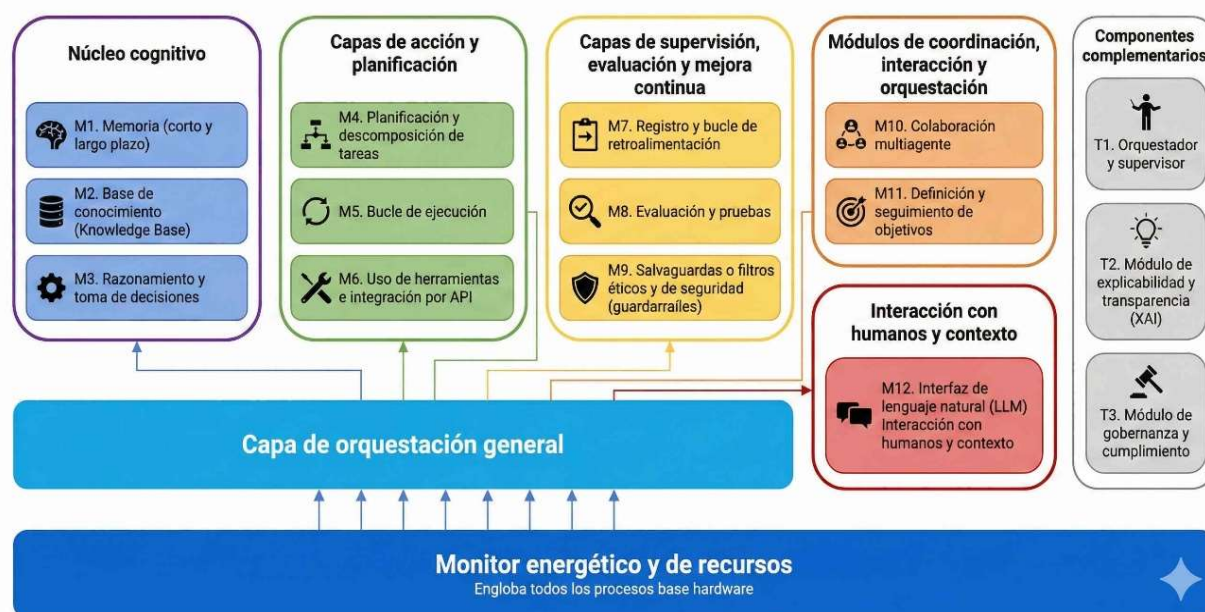 Núcleo cognitivo
M1. Memoria (corto y
largo plazo)
M2. Base de
conocimiento
(Knowledge Base)
M3. Razonamiento y
toma de decisiones
Capas de acción y
planificación
M4. Planificación y
descomposición de
tareas
M5. Bucle de ejecución
M6. Uso de herramientas
e integración por API
Capas de supervisión,
evaluación y mejora
continua
M7. Registro y bucle de
retroalimentación
M8. Evaluación y pruebas
M9. Salvaguardas o filtros
éticos y de seguridad
(guardarraíles)
Módulos de coordinación,
interacción y
orquestación
M10. Colaboración
multiagente
M11. Definición y
seguimiento de
objetivos
Interacción con
humanos y contexto
M12. Interfaz de
lenguaje natural (LLM)
Interacción con
humanos y contexto
Componentes
complementarios
T1. Orquestador
y supervisor
T2. Módulo de
explicabilidad y
transparencia
(XAI)
T3. Módulo de
gobernanza y
cumplimiento
Capa de orquestación general
Monitor energético y de recursos
Engloba todos los procesos base hardware